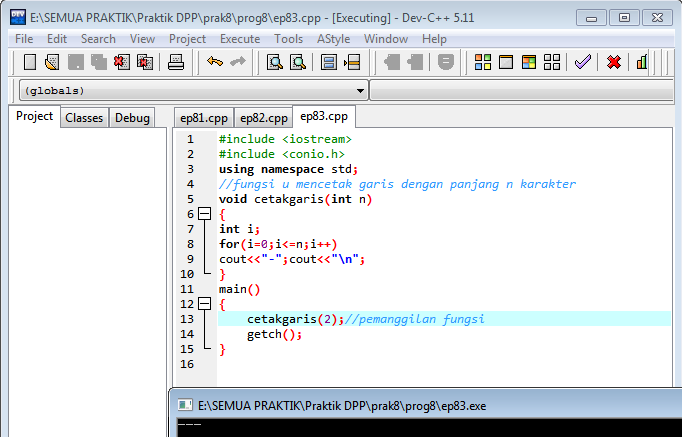 E:\SEMUA PRAKTIK\Praktik DPP\prak8\prog8\ep83.cpp - [Executing] - Dev-C++ 5.11
File Edit Search View Project Execute Tools AStyle Window Help
(globals)
Project Classes Debug
ep81.cpp ep82.cpp ep83.cpp
1 #include <iostream>
2 #include <conio.h>
3 using namespace std;
4 //fungsi u mencetak garis dengan panjang n karakter
5 void cetakgaris(int n)
6 {
7 int i;
8 for(i=0;i<=n;i++)
9 cout<<"-";cout<<"\n";
10 }
11 main()
12 {
13 cetakgaris(2);//pemanggilan fungsi
14 getch();
15 }
16
E:\SEMUA PRAKTIK\Praktik DPP\prak8\prog8\ep83.exe
---